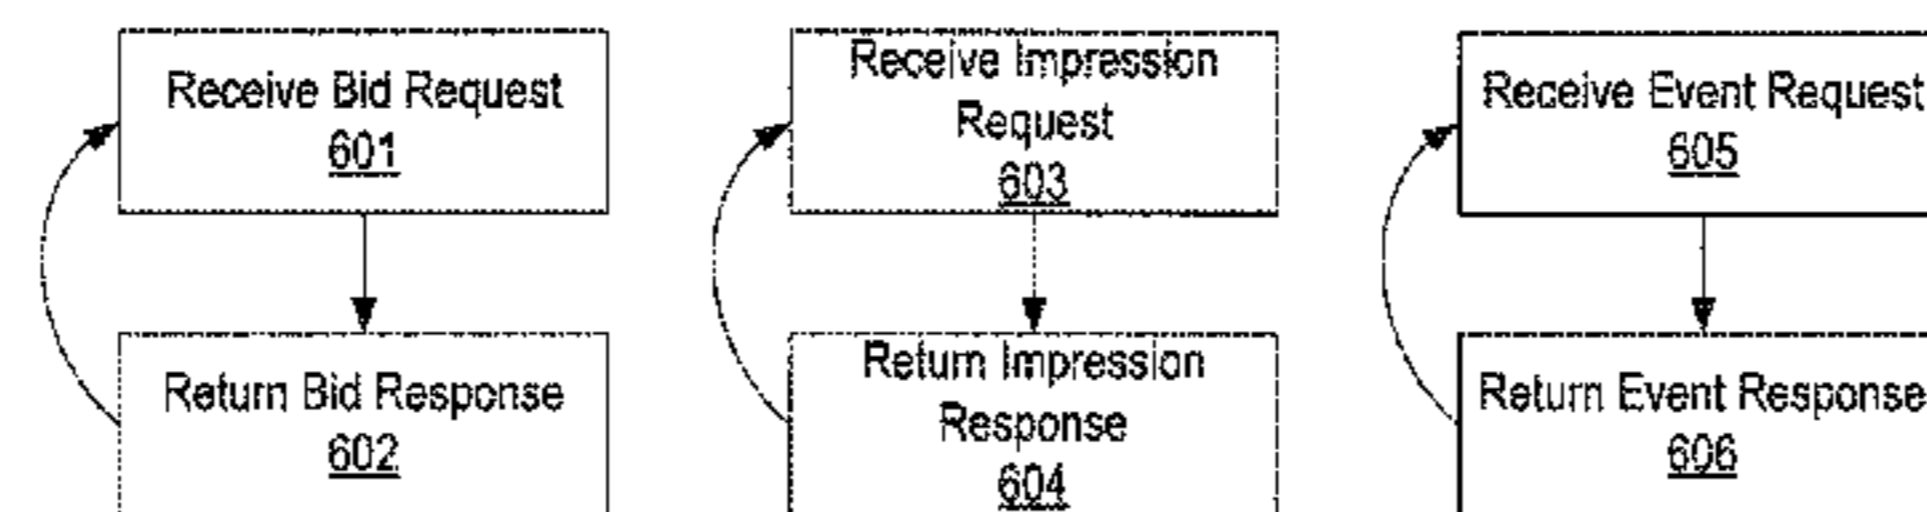 Receive Bid Request
601
Receive Impression
Request
603
Receive Event Request
605
Return Bid Response
602
Return Impression
Response
604
Return Event Response
606